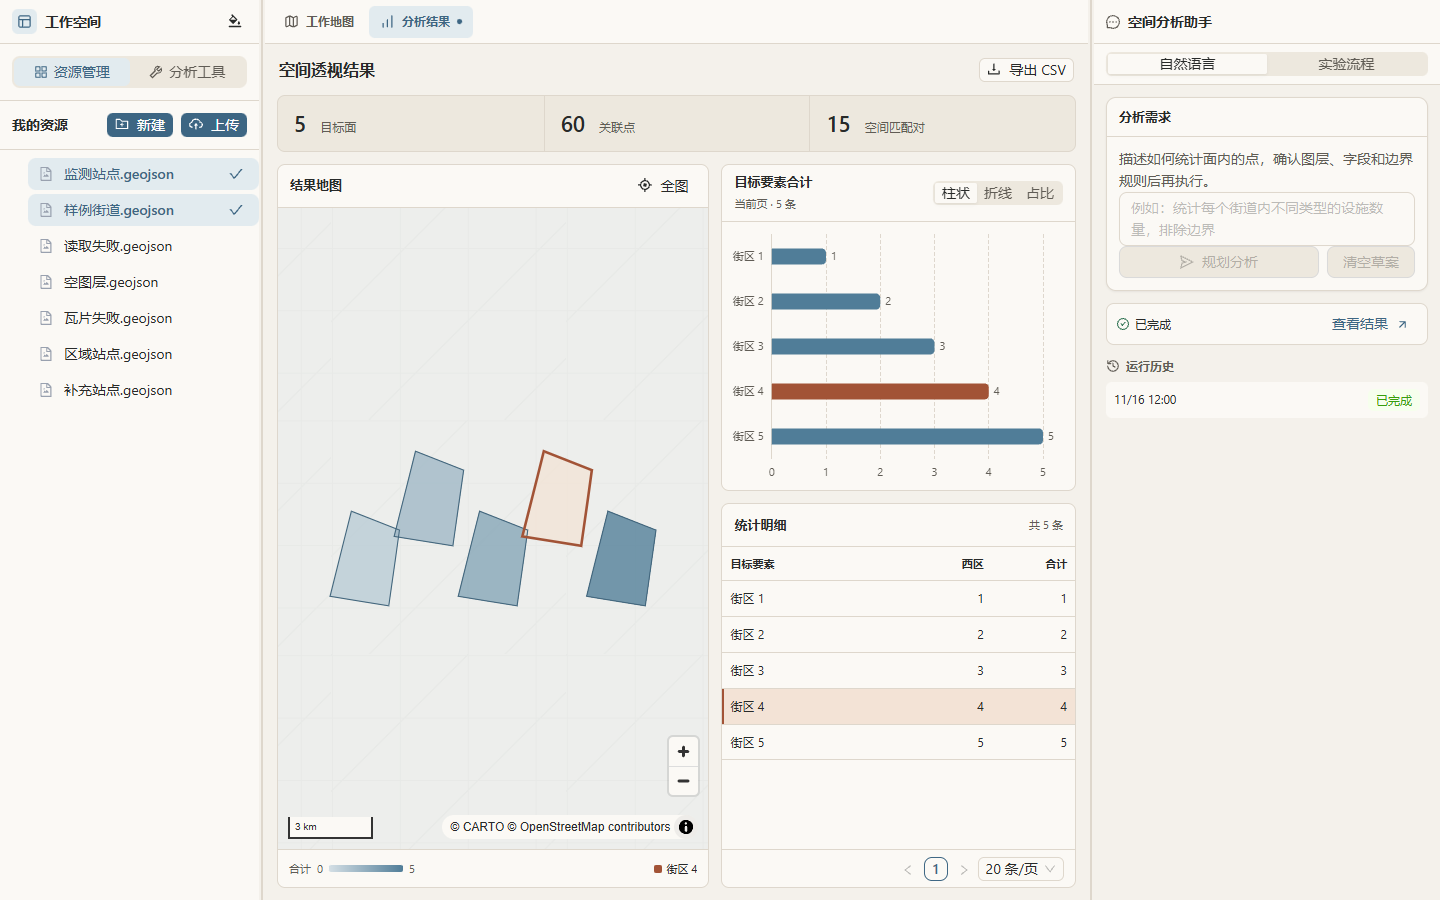 工作空间
资源管理
分析工具
我的资源
新建
上传
监测站点.geojson
样例街道.geojson
读取失败.geojson
空图层.geojson
瓦片失败.geojson
区域站点.geojson
补充站点.geojson
工作地图
分析结果
空间透视结果
导出 CSV
5 目标面
60 关联点
15 空间匹配对
结果地图
全图
3 km
© CARTO © OpenStreetMap contributors
合计 0 5
街区 4
目标要素合计
当前页 · 5 条
柱状 折线 占比
街区 1 1
街区 2 2
街区 3 3
街区 4 4
街区 5 5
0 1 2 3 4 5
统计明细
共 5 条
目标要素 西区 合计
街区 1 1 1
街区 2 2 2
街区 3 3 3
街区 4 4 4
街区 5 5 5
1
20 条/页
空间分析助手
自然语言
实验流程
分析需求
描述如何统计面内的点，确认图层、字段和边界
规则后再执行。
例如：统计每个街道内不同类型的设施数
量，排除边界
规划分析
清空草案
已完成
查看结果
运行历史
11/16 12:00
已完成